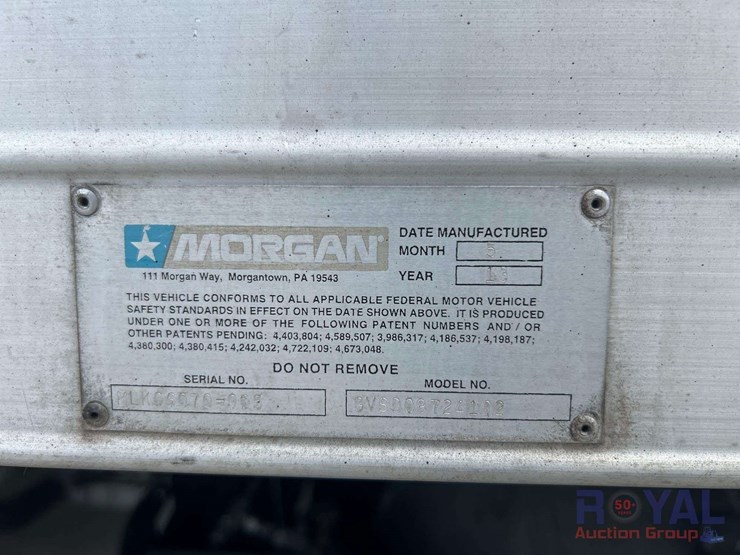 MORGAN
111 Morgan Way, Morgantown, PA 19543
DATE MANUFACTURED
MONTH 5
YEAR
THIS VEHICLE CONFORMS TO ALL APPLICABLE FEDERAL MOTOR VEHICLE
SAFETY STANDARDS IN EFFECT ON THE DATE SHOWN ABOVE. IT IS PRODUCED
UNDER ONE OR MORE OF THE FOLLOWING PATENT NUMBERS AND / OR
OTHER PATENTS PENDING: 4,403,804; 4,589,507; 3,986,317; 4,186,537; 4,198,187;
4,380,300; 4,380,415; 4,242,032; 4,722,109; 4,673,048.
DO NOT REMOVE
SERIAL NO.
MODEL NO.
50+
ROYAL
Auction Group